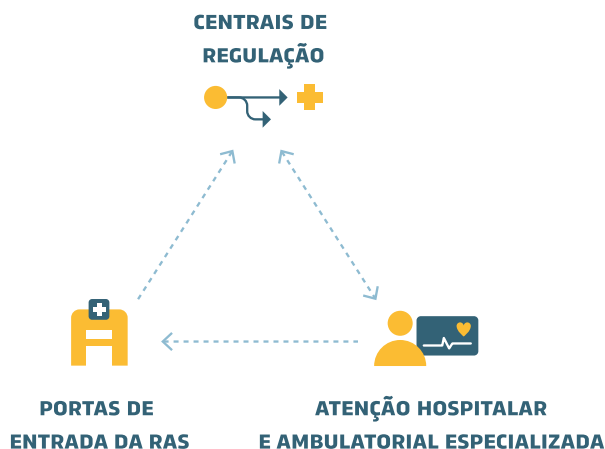 CENTRAIS DE
REGULAÇÃO
PORTAS DE
ENTRADA DA RAS
ATENÇÃO HOSPITALAR
E AMBULATORIAL ESPECIALIZADA